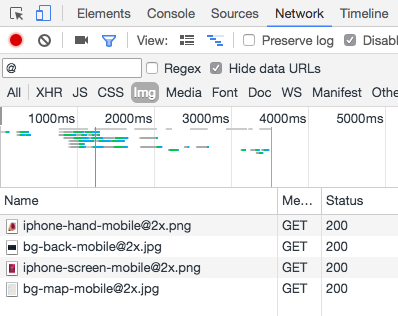 Elements Console Sources Network Timeline
View: Preserve log
@ Regex Hide data URLs
All XHR JS CSS Img Media Font Doc WS Manifest
1000ms 2000ms 3000ms 4000ms 5000ms
Name Me... Status
iphone-hand-mobile@2x.png GET 200
bg-back-mobile@2x.jpg GET 200
iphone-screen-mobile@2x.png GET 200
bg-map-mobile@2x.jpg GET 200